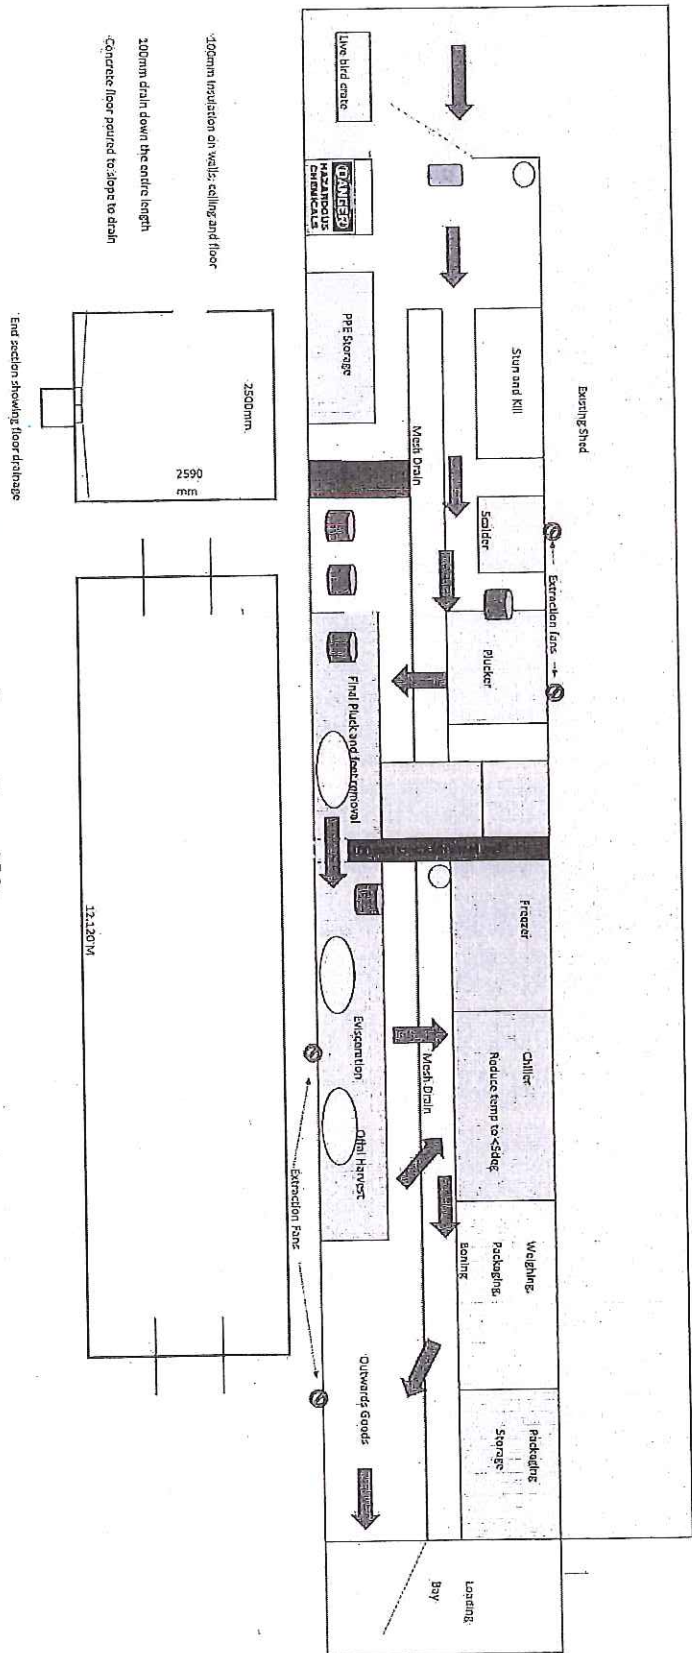 Existing Shed
Live bird crate
DANGER
HAZARDOUS
CHEMICALS
PPE Storage
Stun and Kill
Mesh Drain
Scalder
Extraction fans
Plucker
Final Pluck and feet removal
Freezer
Chiller
Reduce temp to <5deg
Mesh Drain
Evisceration
Offal Harvest
Extraction Fans
Weighing,
Packaging,
Boning
Packaging
Storage
Outwards Goods
Loading
Bay
100mm insulation on walls, ceiling and floor
100mm drain down the entire length
Concrete floor poured to slope to drain
2500mm
2590
mm
End section showing floor drainage
12.120 M